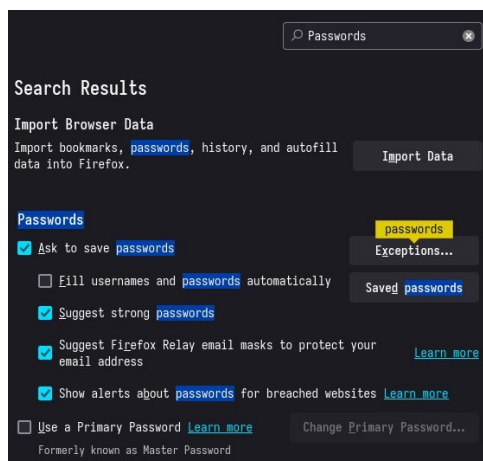 Passwords
Search Results
Import Browser Data
Import bookmarks, passwords, history, and autofill
data into Firefox.
Import Data
Passwords
passwords
Ask to save passwords
Exceptions...
Fill usernames and passwords automatically
Saved passwords
Suggest strong passwords
Suggest Firefox Relay email masks to protect your
email address
Learn more
Show alerts about passwords for breached websites Learn more
Use a Primary Password Learn more
Change Primary Password...
Formerly known as Master Password